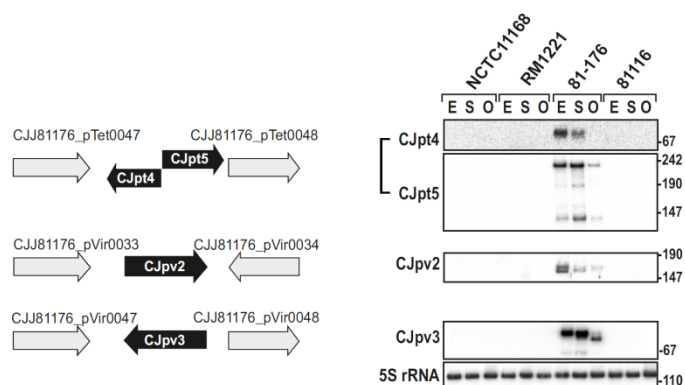 NCTC11168 RM1221 81-176 81116
E S O E S O E S O E S O
CJJ81176_pTet0047 CJJ81176_pTet0048
CJpt5
CJpt4
CJpt4
67
CJpt5
242
190
147
CJJ81176_pVir0033 CJJ81176_pVir0034
CJpv2
CJpv2
190
147
CJJ81176_pVir0047 CJJ81176_pVir0048
CJpv3
CJpv3
67
5S rRNA
110